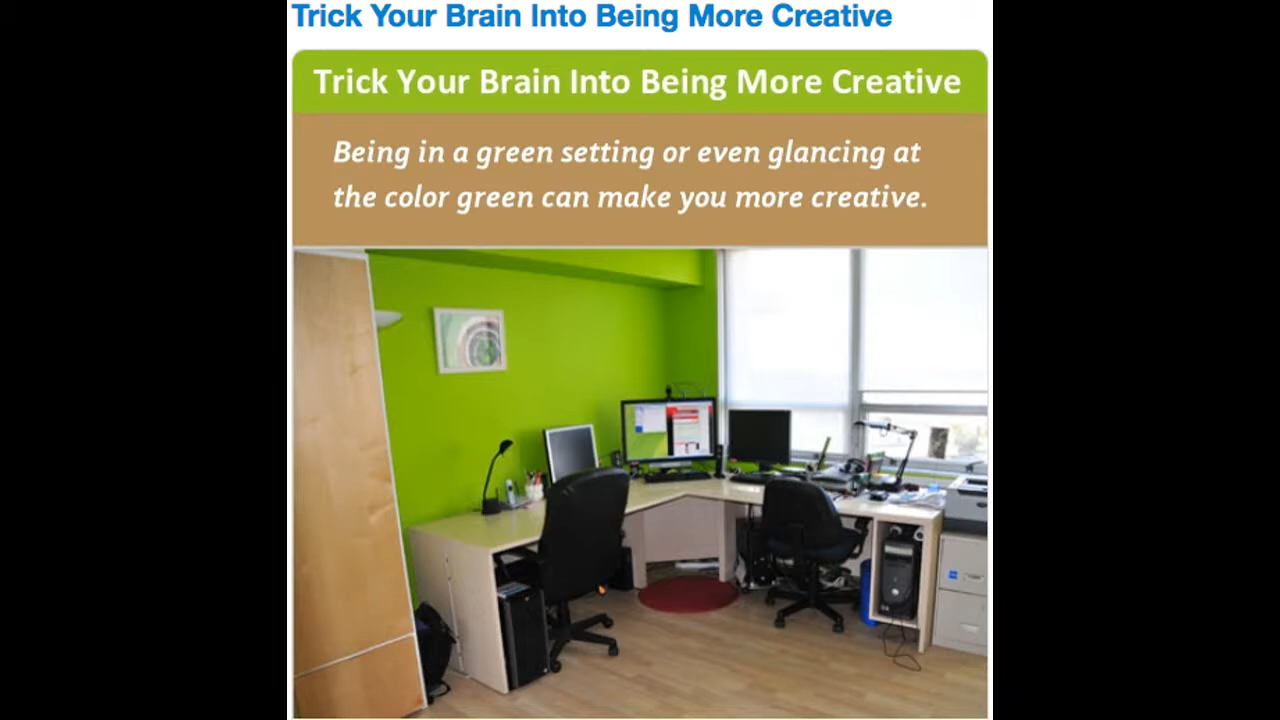 Trick Your Brain Into Being More Creative
Trick Your Brain Into Being More Creative
Being in a green setting or even glancing at
the color green can make you more creative.